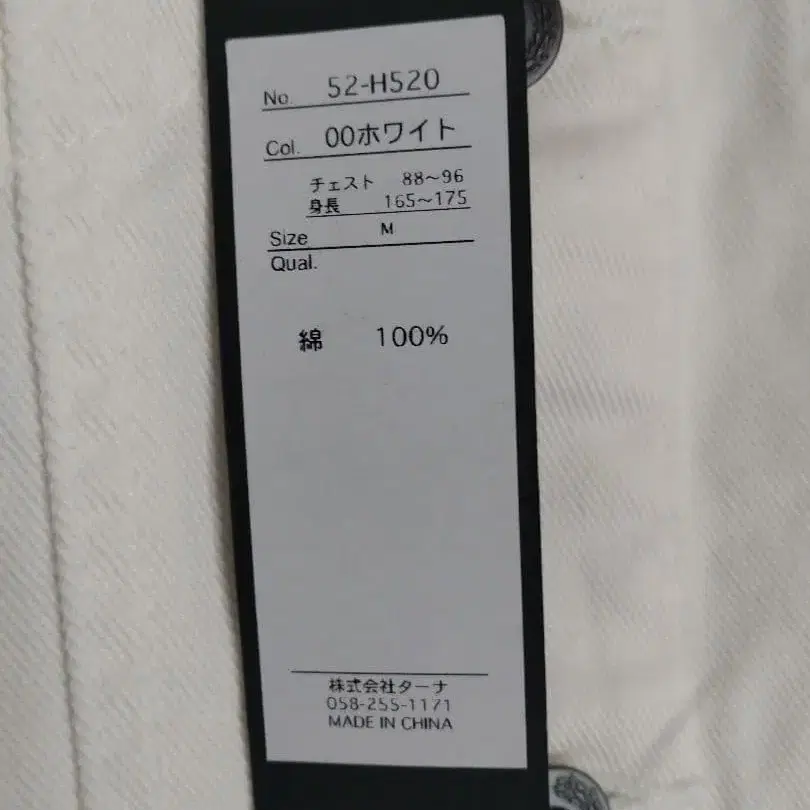 No. 52-H520
Col. 00ホワイト
チェスト 88~96
身長 165~175
Size M
Qual.
綿 100%
株式会社ターナ
058-255-1171
MADE IN CHINA